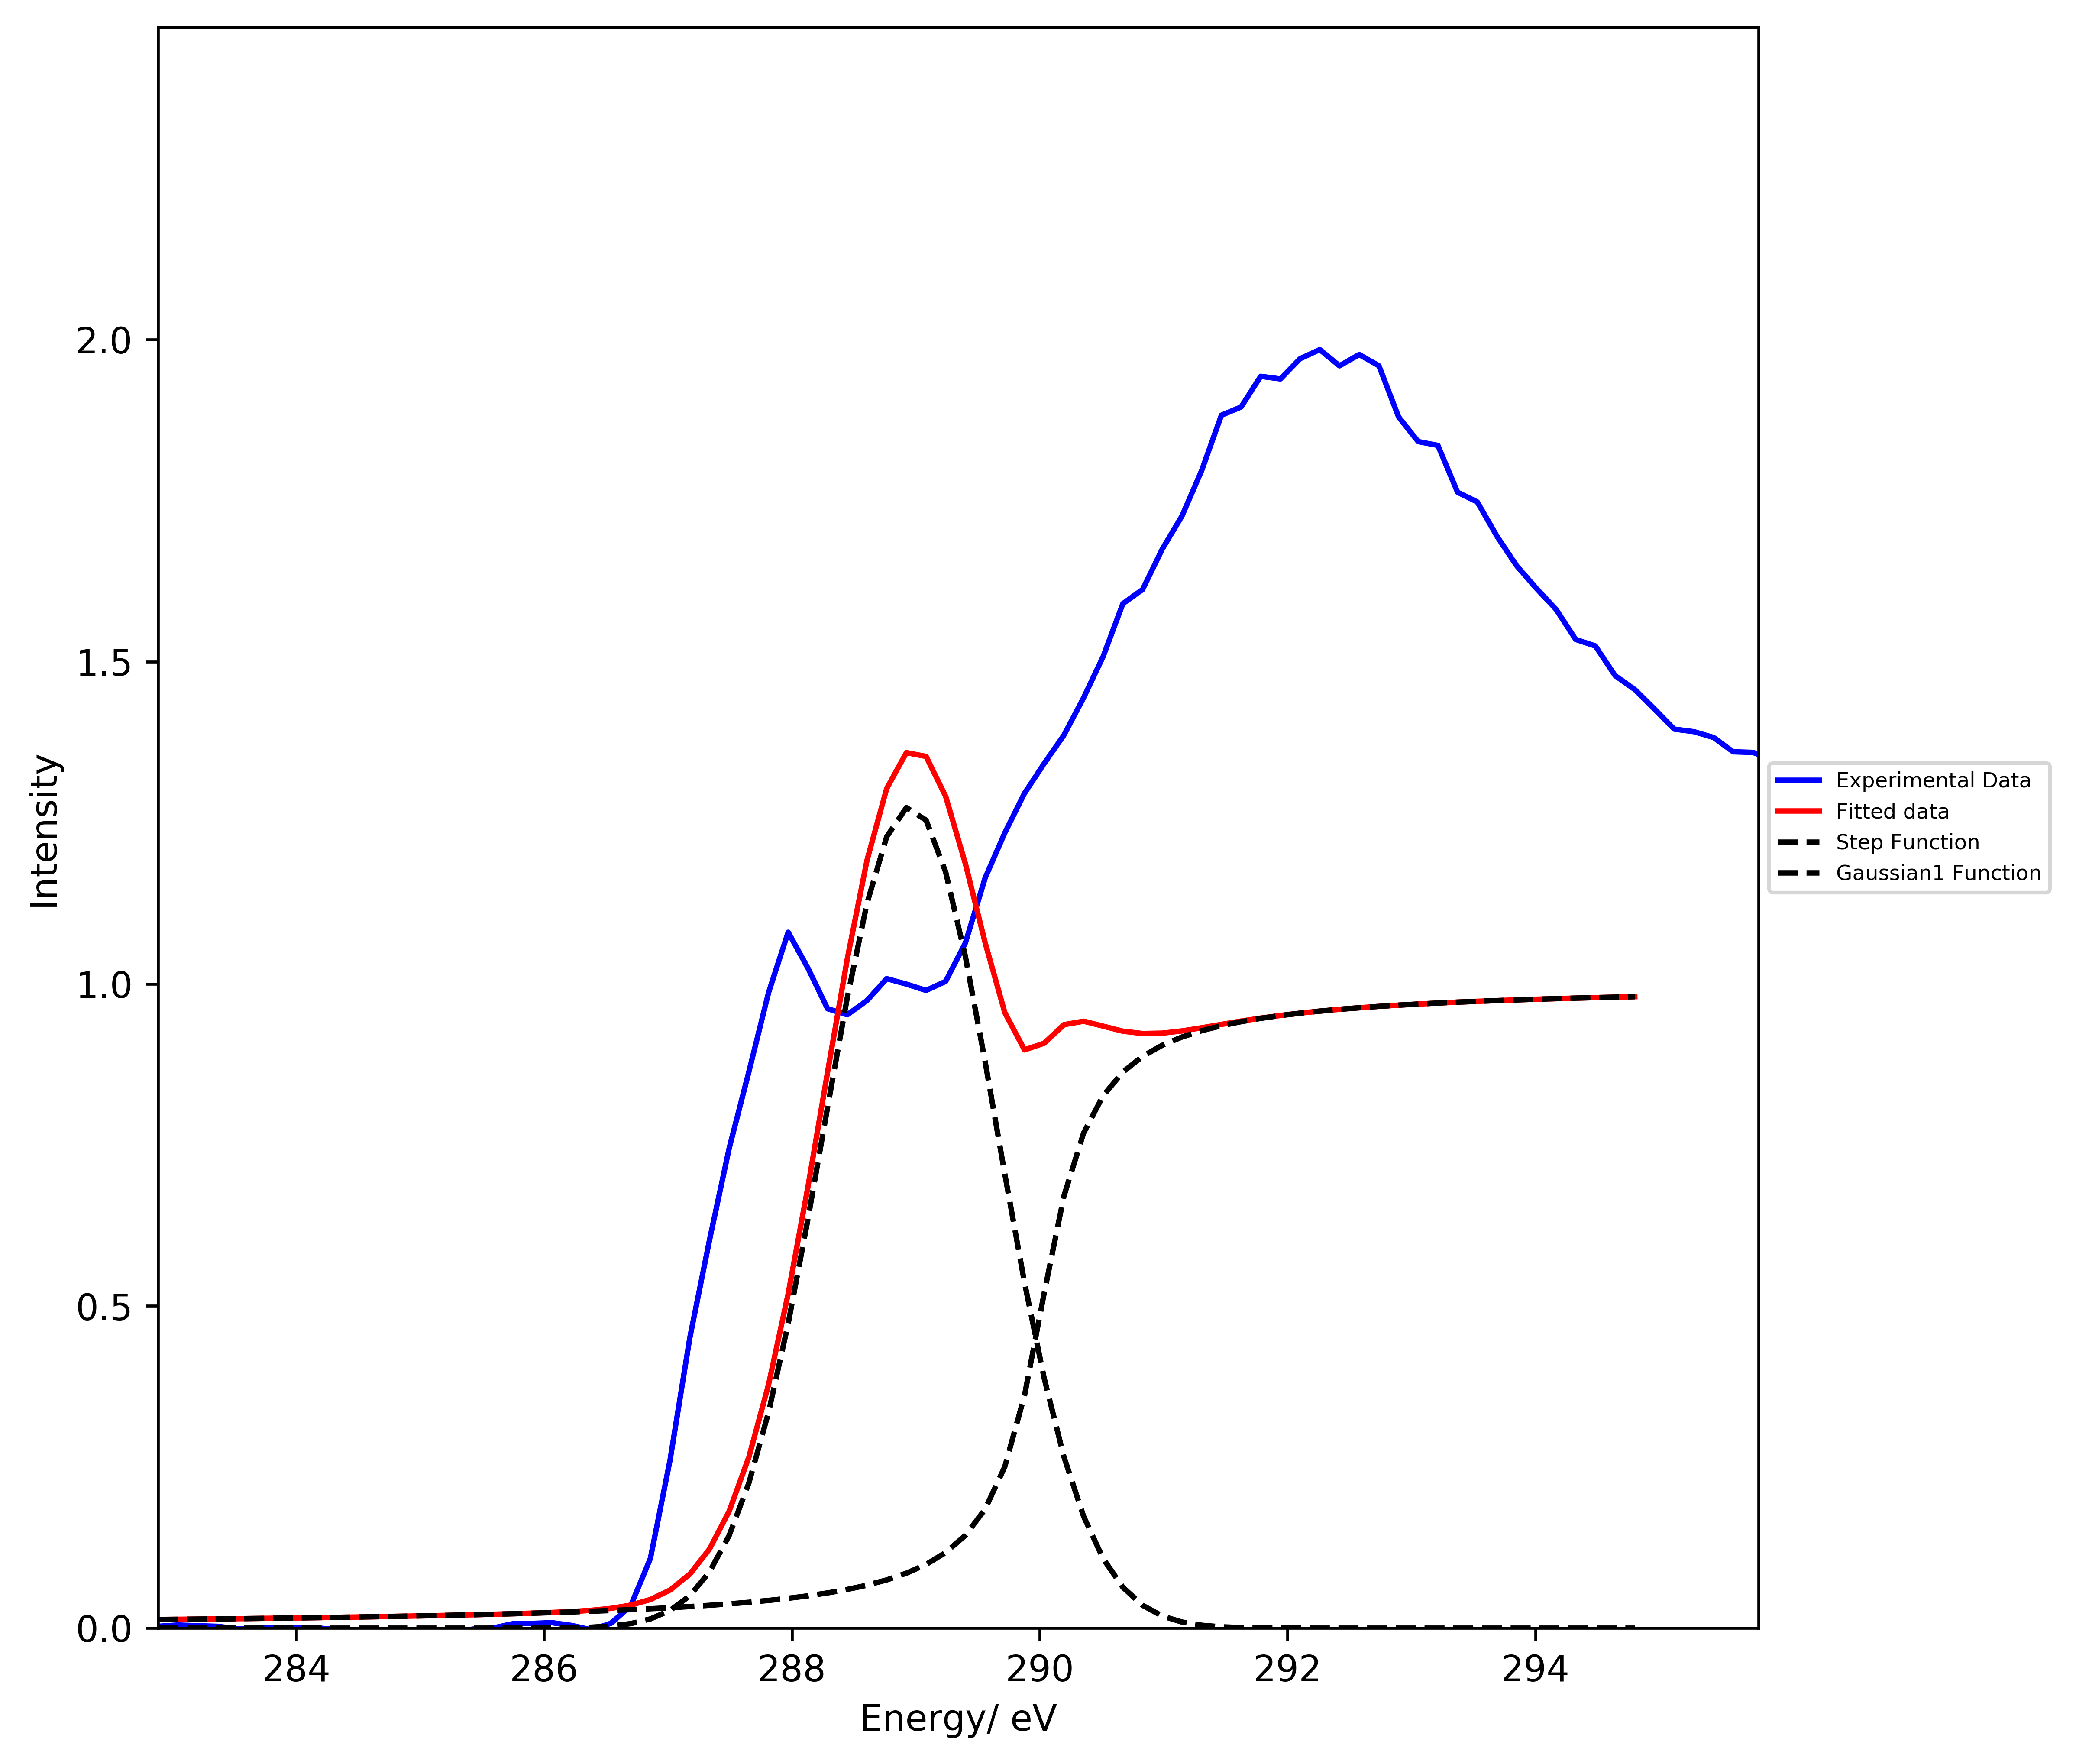 Intensity
2.0
1.5
1.0
0.5
0.0
284 286 288 290 292 294
Energy/ eV
Experimental Data
Fitted data
Step Function
Gaussian1 Function